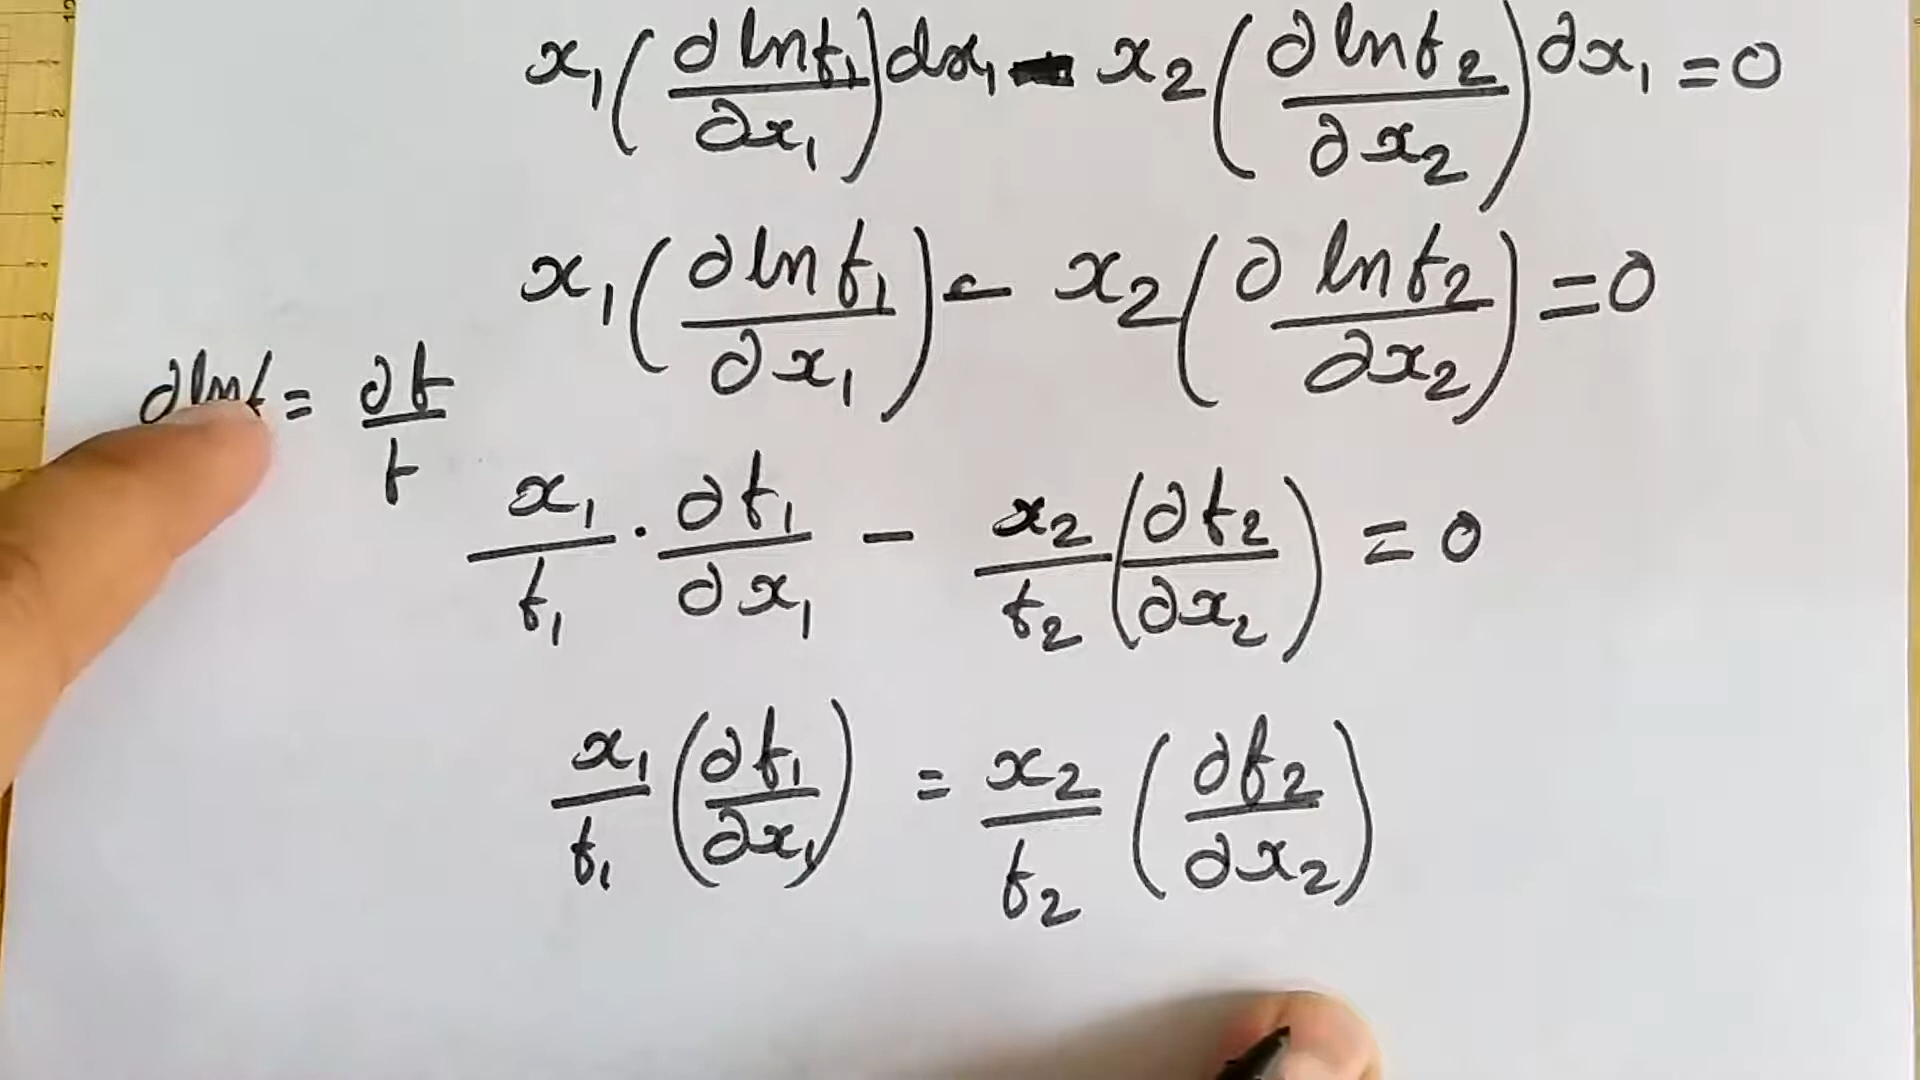 x₁(∂lnf₁/∂x₁)dx₁ - x₂(∂lnf₂/∂x₂)∂x₁ = 0
x₁(∂lnf₁/∂x₁) - x₂(∂ lnf₂/∂x₂) = 0
∂lnf = ∂f/f
x₁/f₁ . ∂f₁/∂x₁ - x₂/f₂(∂f₂/∂x₂) = 0
x₁/f₁(∂f₁/∂x₁) = x₂/f₂(∂f₂/∂x₂)